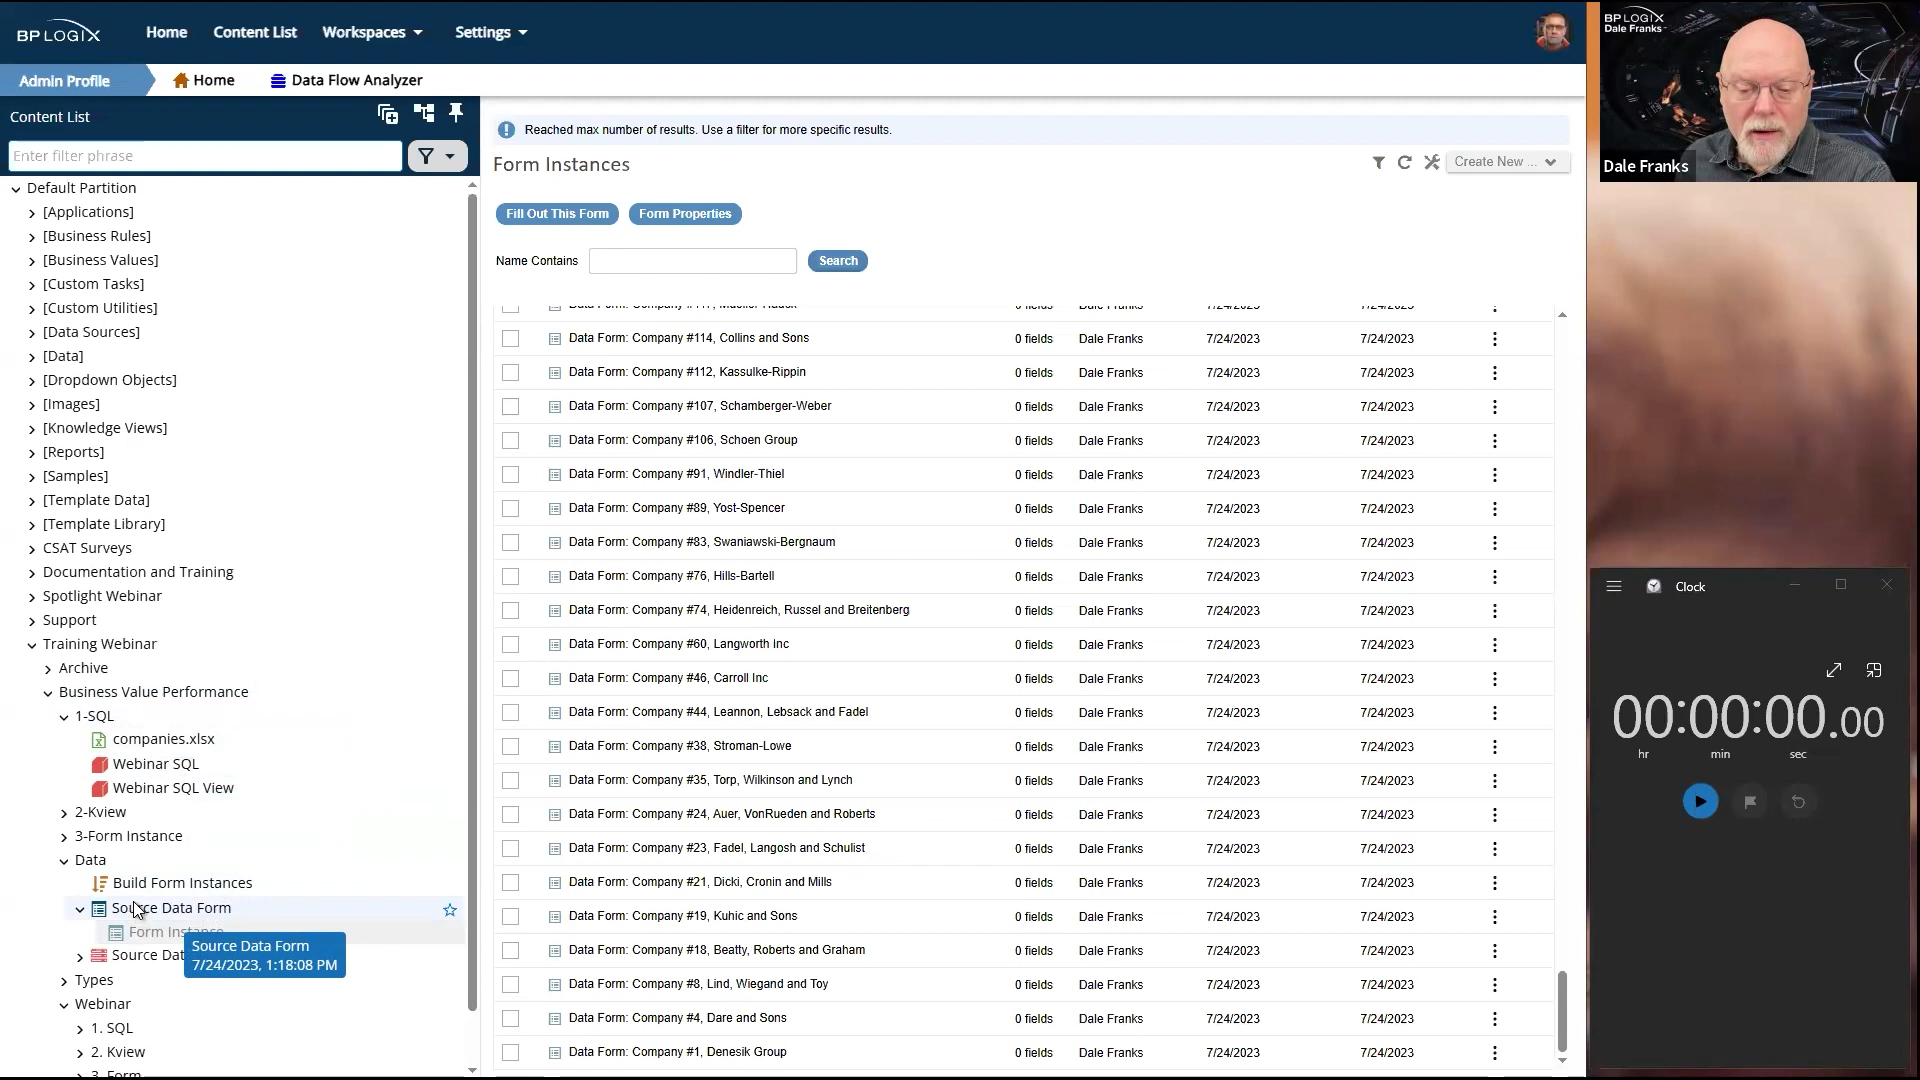 BP LOGIX
Home
Content List
Workspaces
Settings
BP LOGIX
Dale Franks
Dale Franks
Admin Profile
Home
Data Flow Analyzer
Content List
Enter filter phrase
Default Partition
[Applications]
[Business Rules]
[Business Values]
[Custom Tasks]
[Custom Utilities]
[Data Sources]
[Data]
[Dropdown Objects]
[Images]
[Knowledge Views]
[Reports]
[Samples]
[Template Data]
[Template Library]
CSAT Surveys
Documentation and Training
Spotlight Webinar
Support
Training Webinar
Archive
Business Value Performance
1-SQL
companies.xlsx
Webinar SQL
Webinar SQL View
2-Kview
3-Form Instance
Data
Build Form Instances
Source Data Form
Form Instance
Source Data Form
7/24/2023, 1:18:08 PM
Source Dat
Types
Webinar
1. SQL
2. Kview
3. Form
Reached max number of results. Use a filter for more specific results.
Form Instances
Create New ...
Fill Out This Form
Form Properties
Name Contains
Search
Data Form: Company 0 fields Dale Franks 7/24/2023 7/24/2023
Data Form: Company #114, Collins and Sons 0 fields Dale Franks 7/24/2023 7/24/2023
Data Form: Company #112, Kassulke-Rippin 0 fields Dale Franks 7/24/2023 7/24/2023
Data Form: Company #107, Schamberger-Weber 0 fields Dale Franks 7/24/2023 7/24/2023
Data Form: Company #106, Schoen Group 0 fields Dale Franks 7/24/2023 7/24/2023
Data Form: Company #91, Windler-Thiel 0 fields Dale Franks 7/24/2023 7/24/2023
Data Form: Company #89, Yost-Spencer 0 fields Dale Franks 7/24/2023 7/24/2023
Data Form: Company #83, Swaniawski-Bergnaum 0 fields Dale Franks 7/24/2023 7/24/2023
Data Form: Company #76, Hills-Bartell 0 fields Dale Franks 7/24/2023 7/24/2023
Data Form: Company #74, Heidenreich, Russel and Breitenberg 0 fields Dale Franks 7/24/2023 7/24/2023
Data Form: Company #60, Langworth Inc 0 fields Dale Franks 7/24/2023 7/24/2023
Data Form: Company #46, Carroll Inc 0 fields Dale Franks 7/24/2023 7/24/2023
Data Form: Company #44, Leannon, Lebsack and Fadel 0 fields Dale Franks 7/24/2023 7/24/2023
Data Form: Company #38, Stroman-Lowe 0 fields Dale Franks 7/24/2023 7/24/2023
Data Form: Company #35, Torp, Wilkinson and Lynch 0 fields Dale Franks 7/24/2023 7/24/2023
Data Form: Company #24, Auer, VonRueden and Roberts 0 fields Dale Franks 7/24/2023 7/24/2023
Data Form: Company #23, Fadel, Langosh and Schulist 0 fields Dale Franks 7/24/2023 7/24/2023
Data Form: Company #21, Dicki, Cronin and Mills 0 fields Dale Franks 7/24/2023 7/24/2023
Data Form: Company #19, Kuhic and Sons 0 fields Dale Franks 7/24/2023 7/24/2023
Data Form: Company #18, Beatty, Roberts and Graham 0 fields Dale Franks 7/24/2023 7/24/2023
Data Form: Company #8, Lind, Wiegand and Toy 0 fields Dale Franks 7/24/2023 7/24/2023
Data Form: Company #4, Dare and Sons 0 fields Dale Franks 7/24/2023 7/24/2023
Data Form: Company #1, Denesik Group 0 fields Dale Franks 7/24/2023 7/24/2023
Clock
00:00:00.00
hr min sec